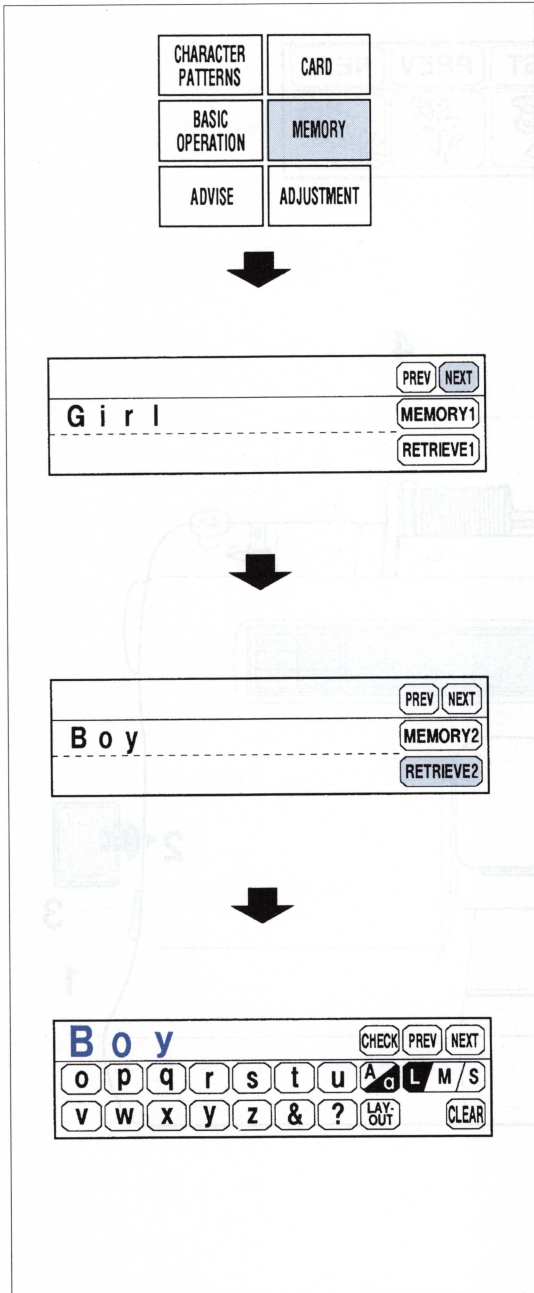 CHARACTER PATTERNS CARD
BASIC OPERATION MEMORY
ADVISE ADJUSTMENT
PREV NEXT
Girl MEMORY1
RETRIEVE1
PREV NEXT
Boy MEMORY2
RETRIEVE2
Boy CHECK PREV NEXT
o p q r s t u Aa L/M/S
v w x y z & ? LAY-OUT CLEAR